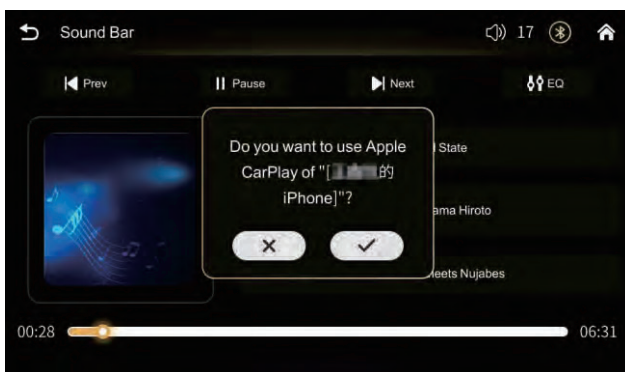 Sound Bar
17
Prev
Pause
Next
EQ
Do you want to use Apple
CarPlay of "[的
iPhone]"?
State
ama Hiroto
eets Nujabes
00:28
06:31